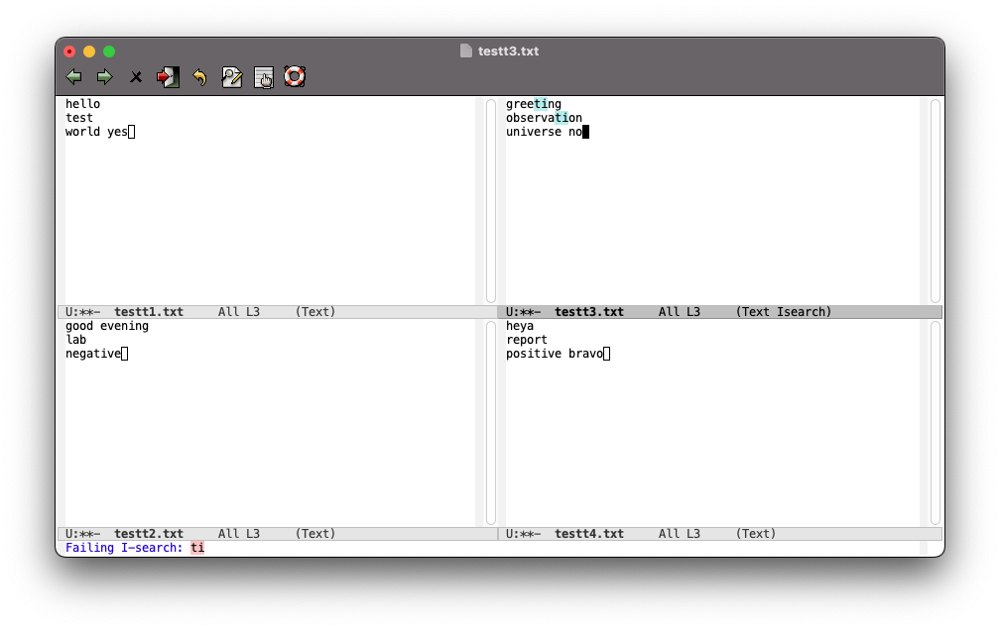 testt3.txt
hello
test
world yes
U:**-  testt1.txt     All L3     (Text)
greeting
observation
universe no
U:**-  testt3.txt     All L3     (Text Isearch)
good evening
lab
negative
U:**-  testt2.txt     All L3     (Text)
heya
report
positive bravo
U:**-  testt4.txt     All L3     (Text)
Failing I-search: ti